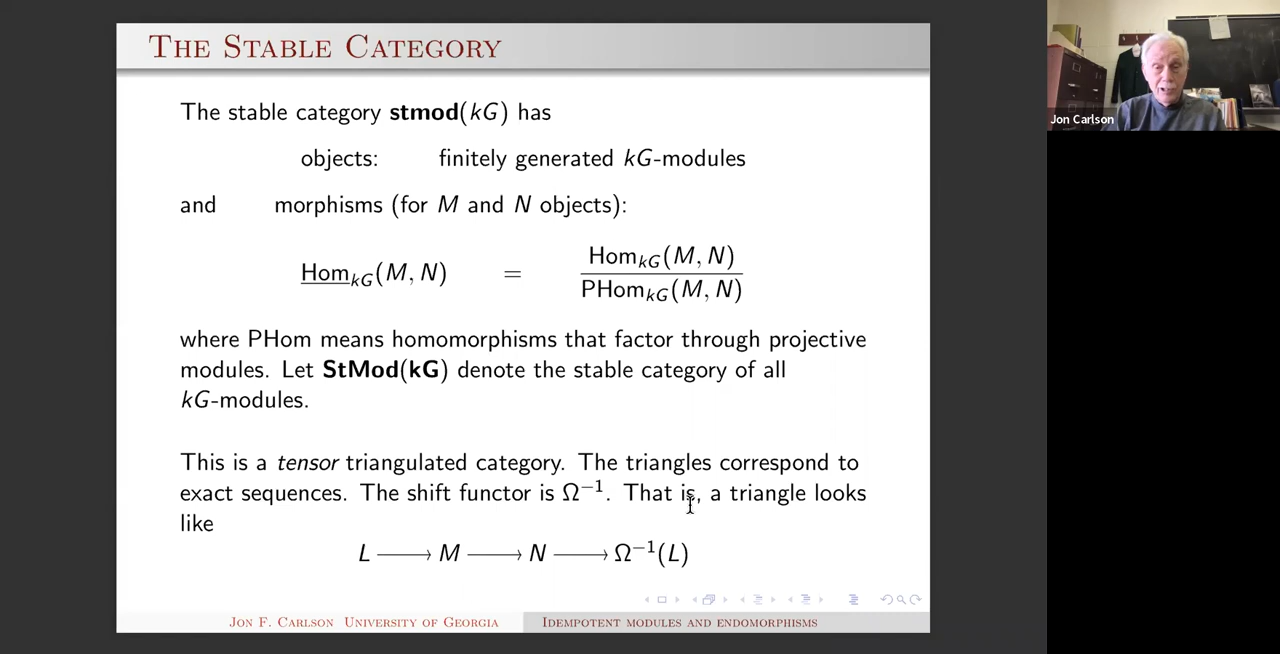 THE STABLE CATEGORY
The stable category stmod(kG) has
objects: finitely generated kG-modules
and morphisms (for M and N objects):
Hom_kG(M, N) = Hom_kG(M, N) / PHom_kG(M, N)
where PHom means homomorphisms that factor through projective
modules. Let StMod(kG) denote the stable category of all
kG-modules.
This is a tensor triangulated category. The triangles correspond to
exact sequences. The shift functor is Ω⁻¹. That is, a triangle looks
like
L ⟶ M ⟶ N ⟶ Ω⁻¹(L)
JON F. CARLSON UNIVERSITY OF GEORGIA
IDEMPOTENT MODULES AND ENDOMORPHISMS
Jon Carlson